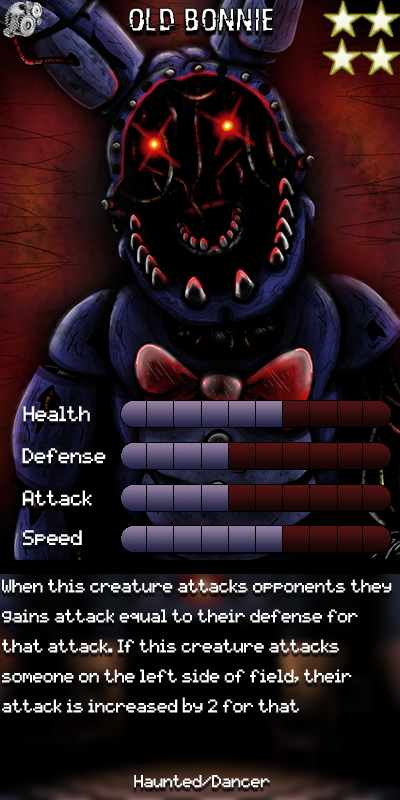 OLD BONNIE
Health
Defense
Attack
Speed
When this creature attacks opponents they
gains attack equal to their defense for
that attack. If this creature attacks
someone on the left side of field, their
attack is increased by 2 for that
Haunted/Dancer